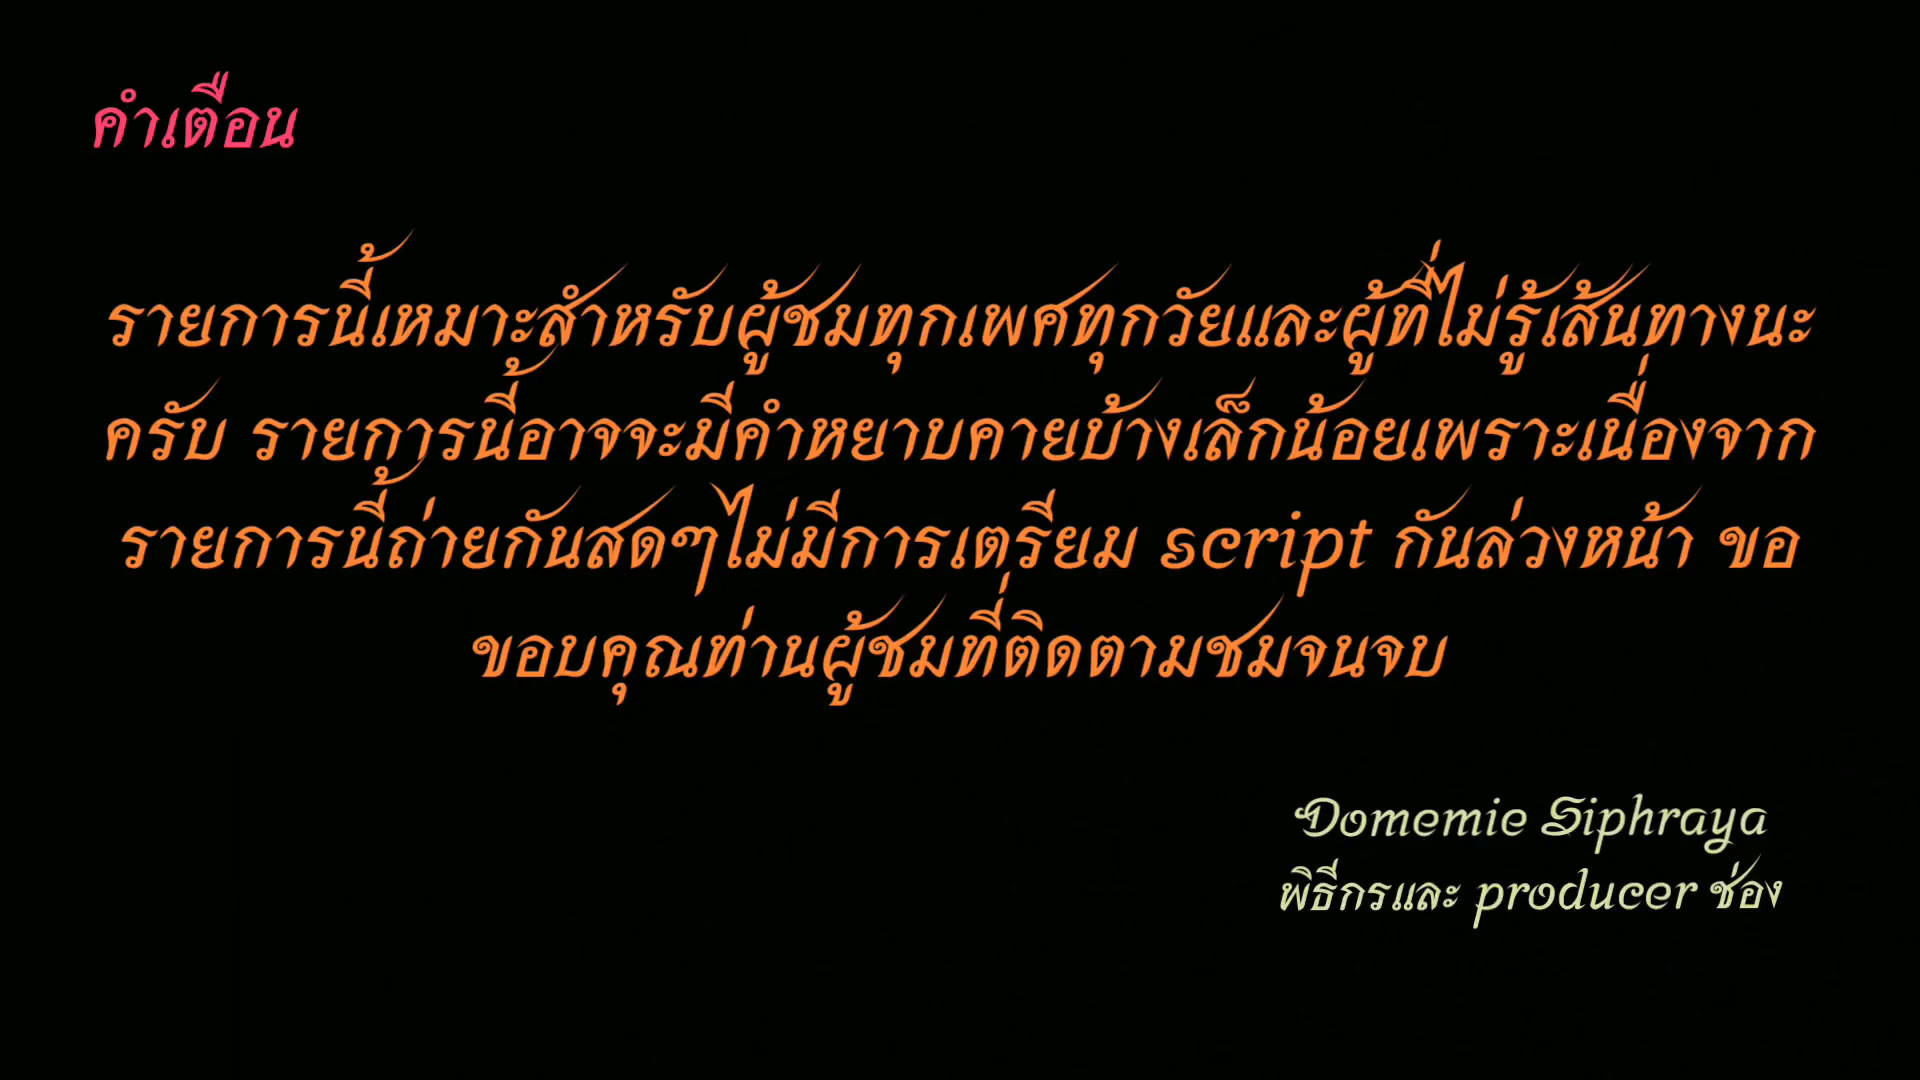 คำเตือน
รายการนี้เหมาะสำหรับผู้ชมทุกเพศทุกวัยและผู้ที่ไม่รู้เส้นทางนะ
ครับ รายการนี้อาจจะมีคำหยาบคายบ้างเล็กน้อยเพราะเนื่องจาก
รายการนี้ถ่ายกันสดๆไม่มีการเตรียม script กันล่วงหน้า ขอ
ขอบคุณท่านผู้ชมที่ติดตามชมจนจบ
Domemie Siphraya
พิธีกรและ producer ช่อง